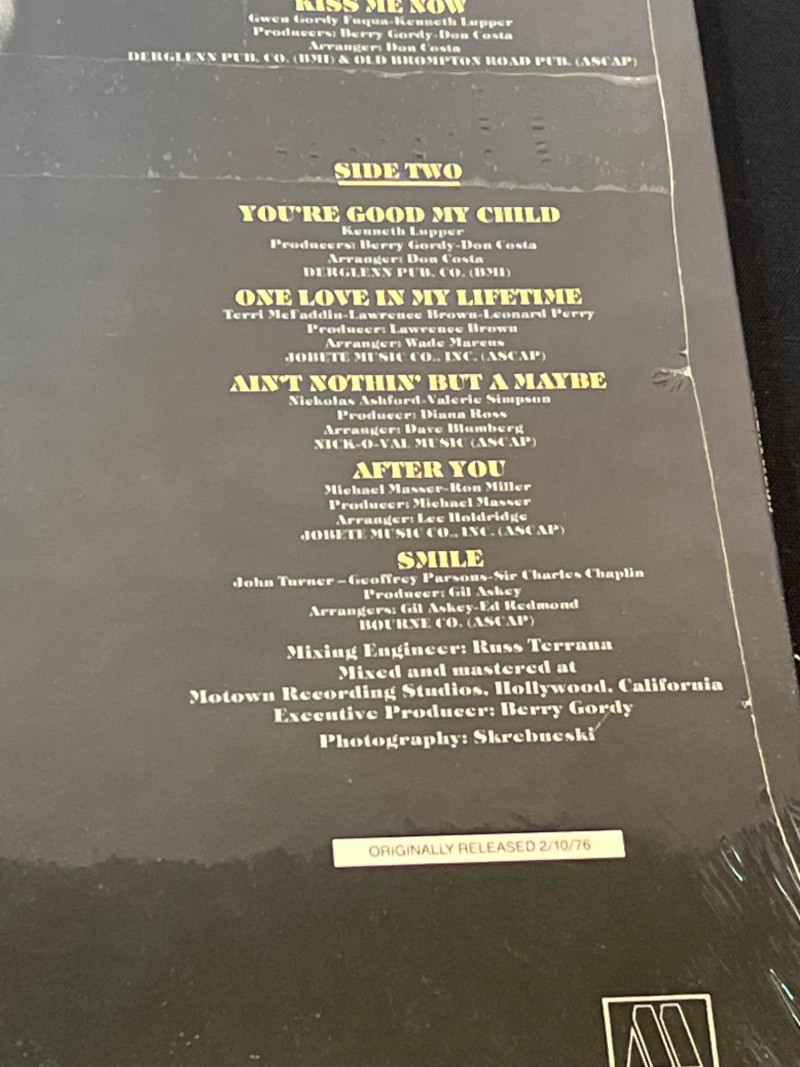 KISS ME NOW
Gwen Gordy Fuqua-Kenneth Lupper
Producers: Berry Gordy-Don Costa
Arranger: Don Costa
DERGLENN PUB. CO. (BMI) & OLD BROMPTON ROAD PUB. (ASCAP)
SIDE TWO
YOU'RE GOOD MY CHILD
Kenneth Lupper
Producers: Berry Gordy-Don Costa
Arranger: Don Costa
DERGLENN PUB. CO. (BMI)
ONE LOVE IN MY LIFETIME
Terri McFaddin-Lawrence Brown-Leonard Perry
Producer: Lawrence Brown
Arranger: Wade Marcus
JOBETE MUSIC CO., INC. (ASCAP)
AIN'T NOTHIN' BUT A MAYBE
Nickolas Ashford-Valerie Simpson
Producer: Diana Ross
Arranger: Dave Blumberg
NICK-O-VAL MUSIC (ASCAP)
AFTER YOU
Michael Masser-Ron Miller
Producer: Michael Masser
Arranger: Lee Holdridge
JOBETE MUSIC CO., INC. (ASCAP)
SMILE
John Turner – Geoffrey Parsons-Sir Charles Chaplin
Producer: Gil Askey
Arrangers: Gil Askey-Ed Redmond
BOURNE CO. (ASCAP)
Mixing Engineer: Russ Terrana
Mixed and mastered at
Motown Recording Studios, Hollywood, California
Executive Producer: Berry Gordy
Photography: Skrebneski
ORIGINALLY RELEASED 2/10/76
M